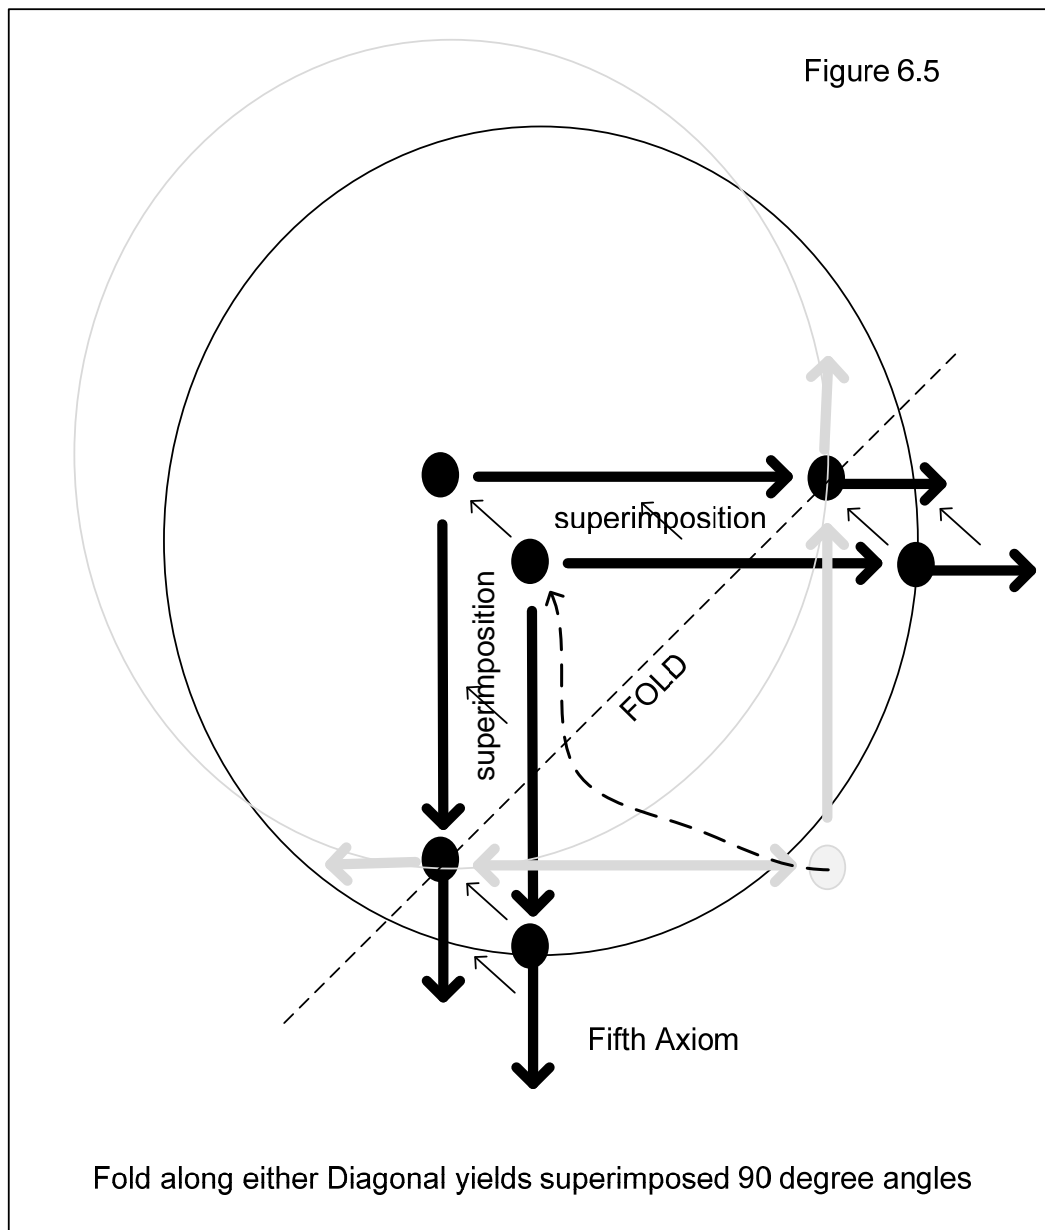 Figure 6.5
superimposition
superimposition
FOLD
Fifth Axiom
Fold along either Diagonal yields superimposed 90 degree angles